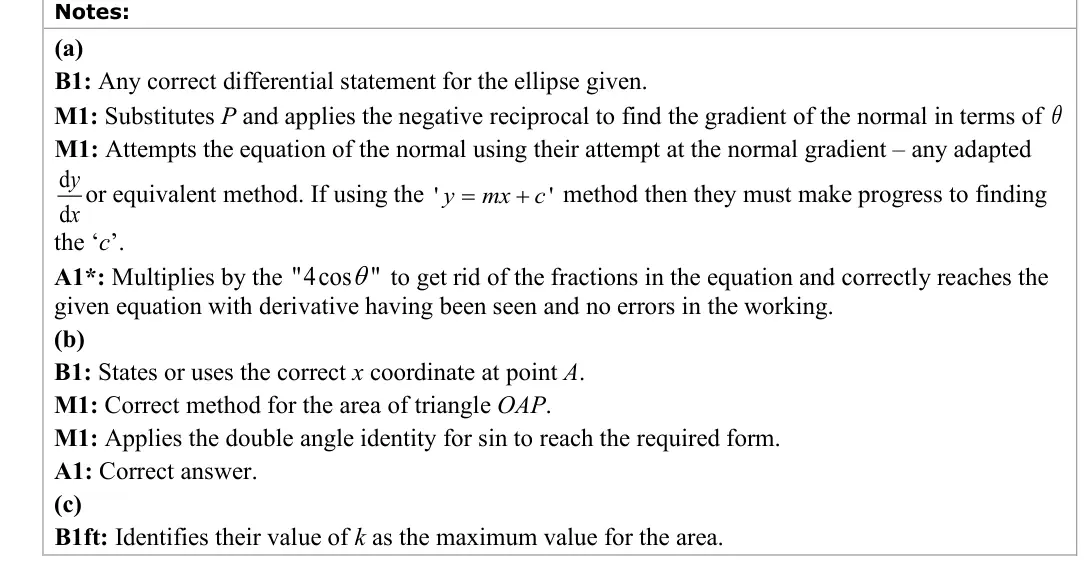 Notes:
(a)
B1: Any correct differential statement for the ellipse given.
M1: Substitutes P and applies the negative reciprocal to find the gradient of the normal in terms of θ
M1: Attempts the equation of the normal using their attempt at the normal gradient – any adapted
dy/dx or equivalent method. If using the 'y = mx + c' method then they must make progress to finding
the ‘c’.
A1*: Multiplies by the "4cosθ" to get rid of the fractions in the equation and correctly reaches the
given equation with derivative having been seen and no errors in the working.
(b)
B1: States or uses the correct x coordinate at point A.
M1: Correct method for the area of triangle OAP.
M1: Applies the double angle identity for sin to reach the required form.
A1: Correct answer.
(c)
B1ft: Identifies their value of k as the maximum value for the area.